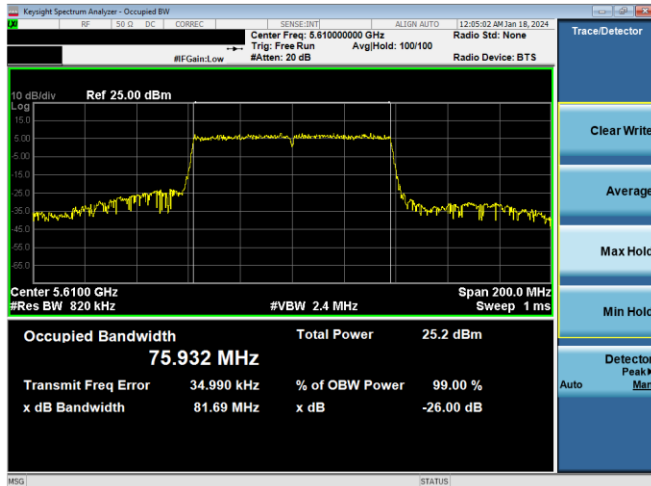 Keysight Spectrum Analyzer - Occupied BW
RF 50 Ω DC CORREC SENSE:INT ALIGN AUTO 12:05:02 AM Jan 18, 2024
Center Freq: 5.610000000 GHz Radio Std: None
Trig: Free Run Avg|Hold: 100/100
#IFGain:Low #Atten: 20 dB Radio Device: BTS
Trace/Detector
10 dB/div Ref 25.00 dBm
Log
15.0
5.00
-5.00
-15.0
-25.0
-35.0
-45.0
-55.0
-65.0
Center 5.6100 GHz Span 200.0 MHz
#Res BW 820 kHz #VBW 2.4 MHz Sweep 1 ms
Occupied Bandwidth Total Power 25.2 dBm
75.932 MHz
Transmit Freq Error 34.990 kHz % of OBW Power 99.00 %
x dB Bandwidth 81.69 MHz x dB -26.00 dB
Clear Write
Average
Max Hold
Min Hold
Detector
Peak
Auto Man
MSG STATUS